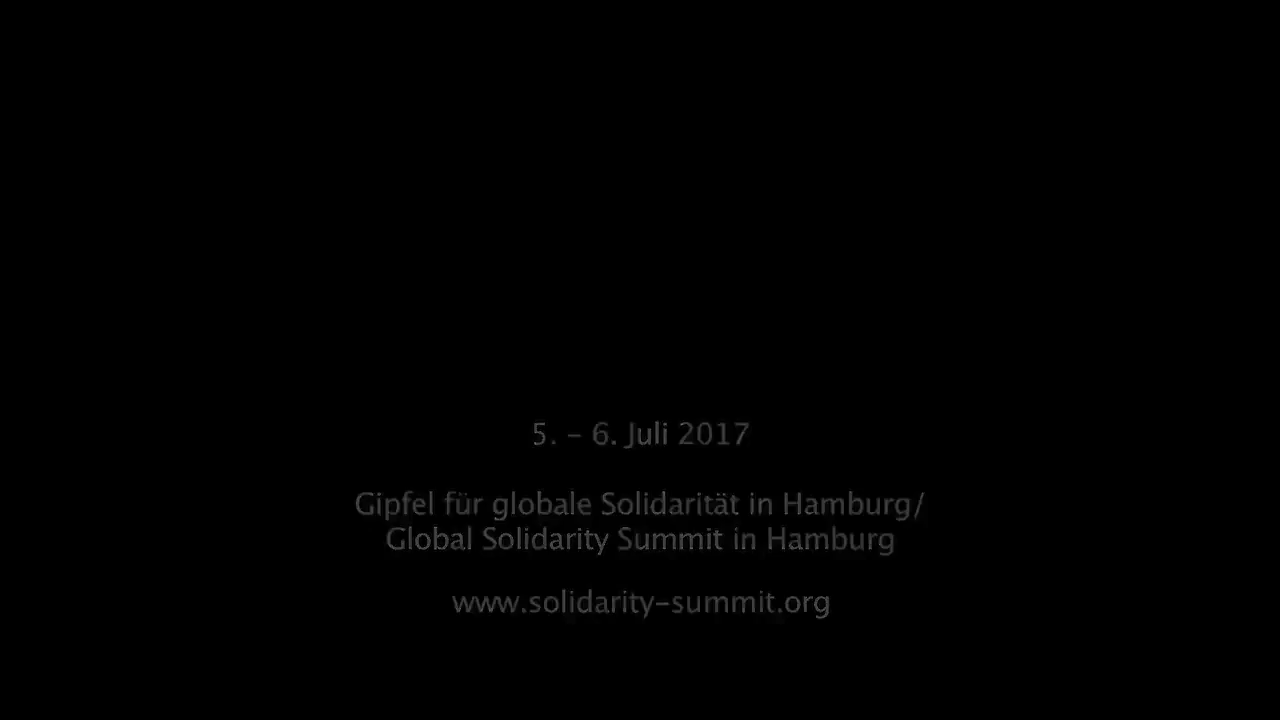 5. – 6. Juli 2017
Gipfel für globale Solidarität in Hamburg/
Global Solidarity Summit in Hamburg
www.solidarity-summit.org